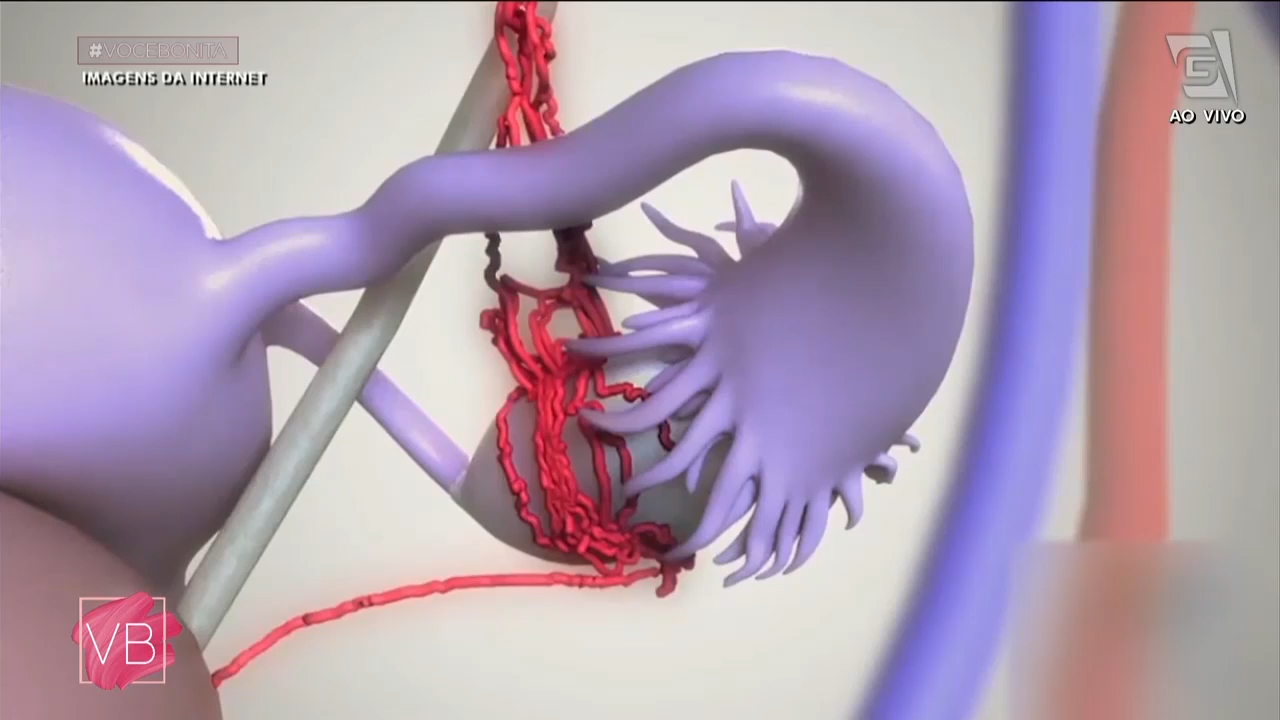 #VOCEBONITA
IMAGENS DA INTERNET
G
AO VIVO
VB